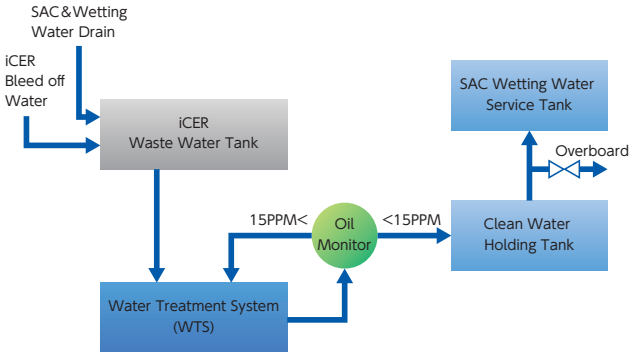 SAC&Wetting
Water Drain
iCER
Bleed off
Water
iCER
Waste Water Tank
SAC Wetting Water
Service Tank
Overboard
15PPM<
Oil
Monitor
<15PPM
Clean Water
Holding Tank
Water Treatment System
(WTS)